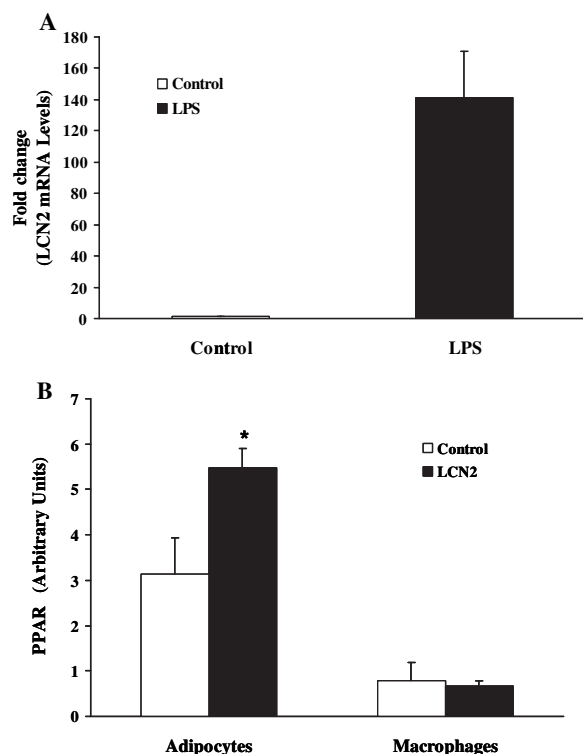 A
180
160
140
120
100
80
60
40
20
0
Fold change
(LCN2 mRNA Levels)
Control
LPS
Control
LPS
B
7
6
5
4
3
2
1
0
PPAR (Arbitrary Units)
*
Control
LCN2
Adipocytes
Macrophages